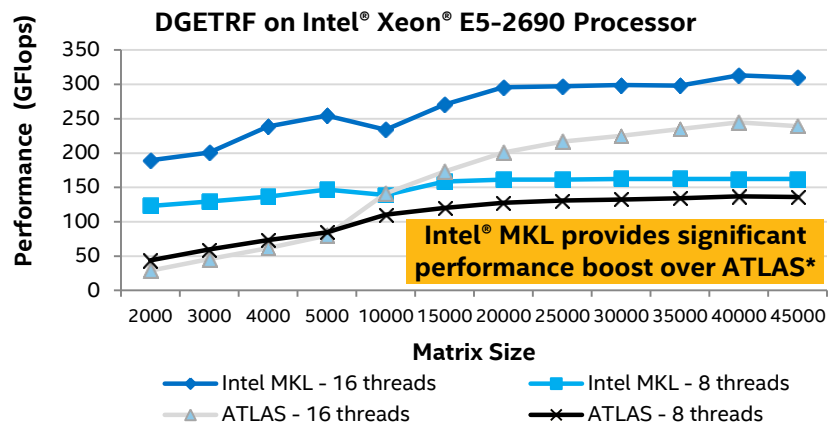 DGETRF on Intel® Xeon® E5-2690 Processor
Performance (GFlops)
350
300
250
200
150
100
50
0
Intel® MKL provides significant
performance boost over ATLAS*
2000 3000 4000 5000 10000 15000 20000 25000 30000 35000 40000 45000
Matrix Size
Intel MKL - 16 threads Intel MKL - 8 threads
ATLAS - 16 threads ATLAS - 8 threads